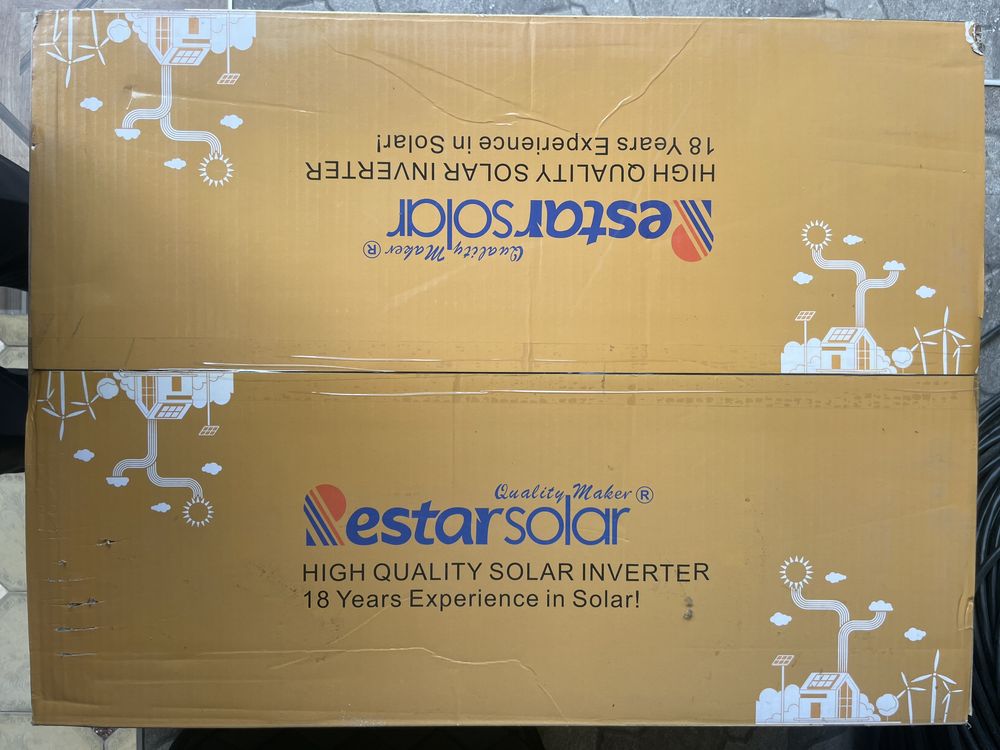 18 Years Experience in Solar!
HIGH QUALITY SOLAR INVERTER
Restarsolar
Quality Maker ®
Quality Maker ®
Restarsolar
HIGH QUALITY SOLAR INVERTER
18 Years Experience in Solar!